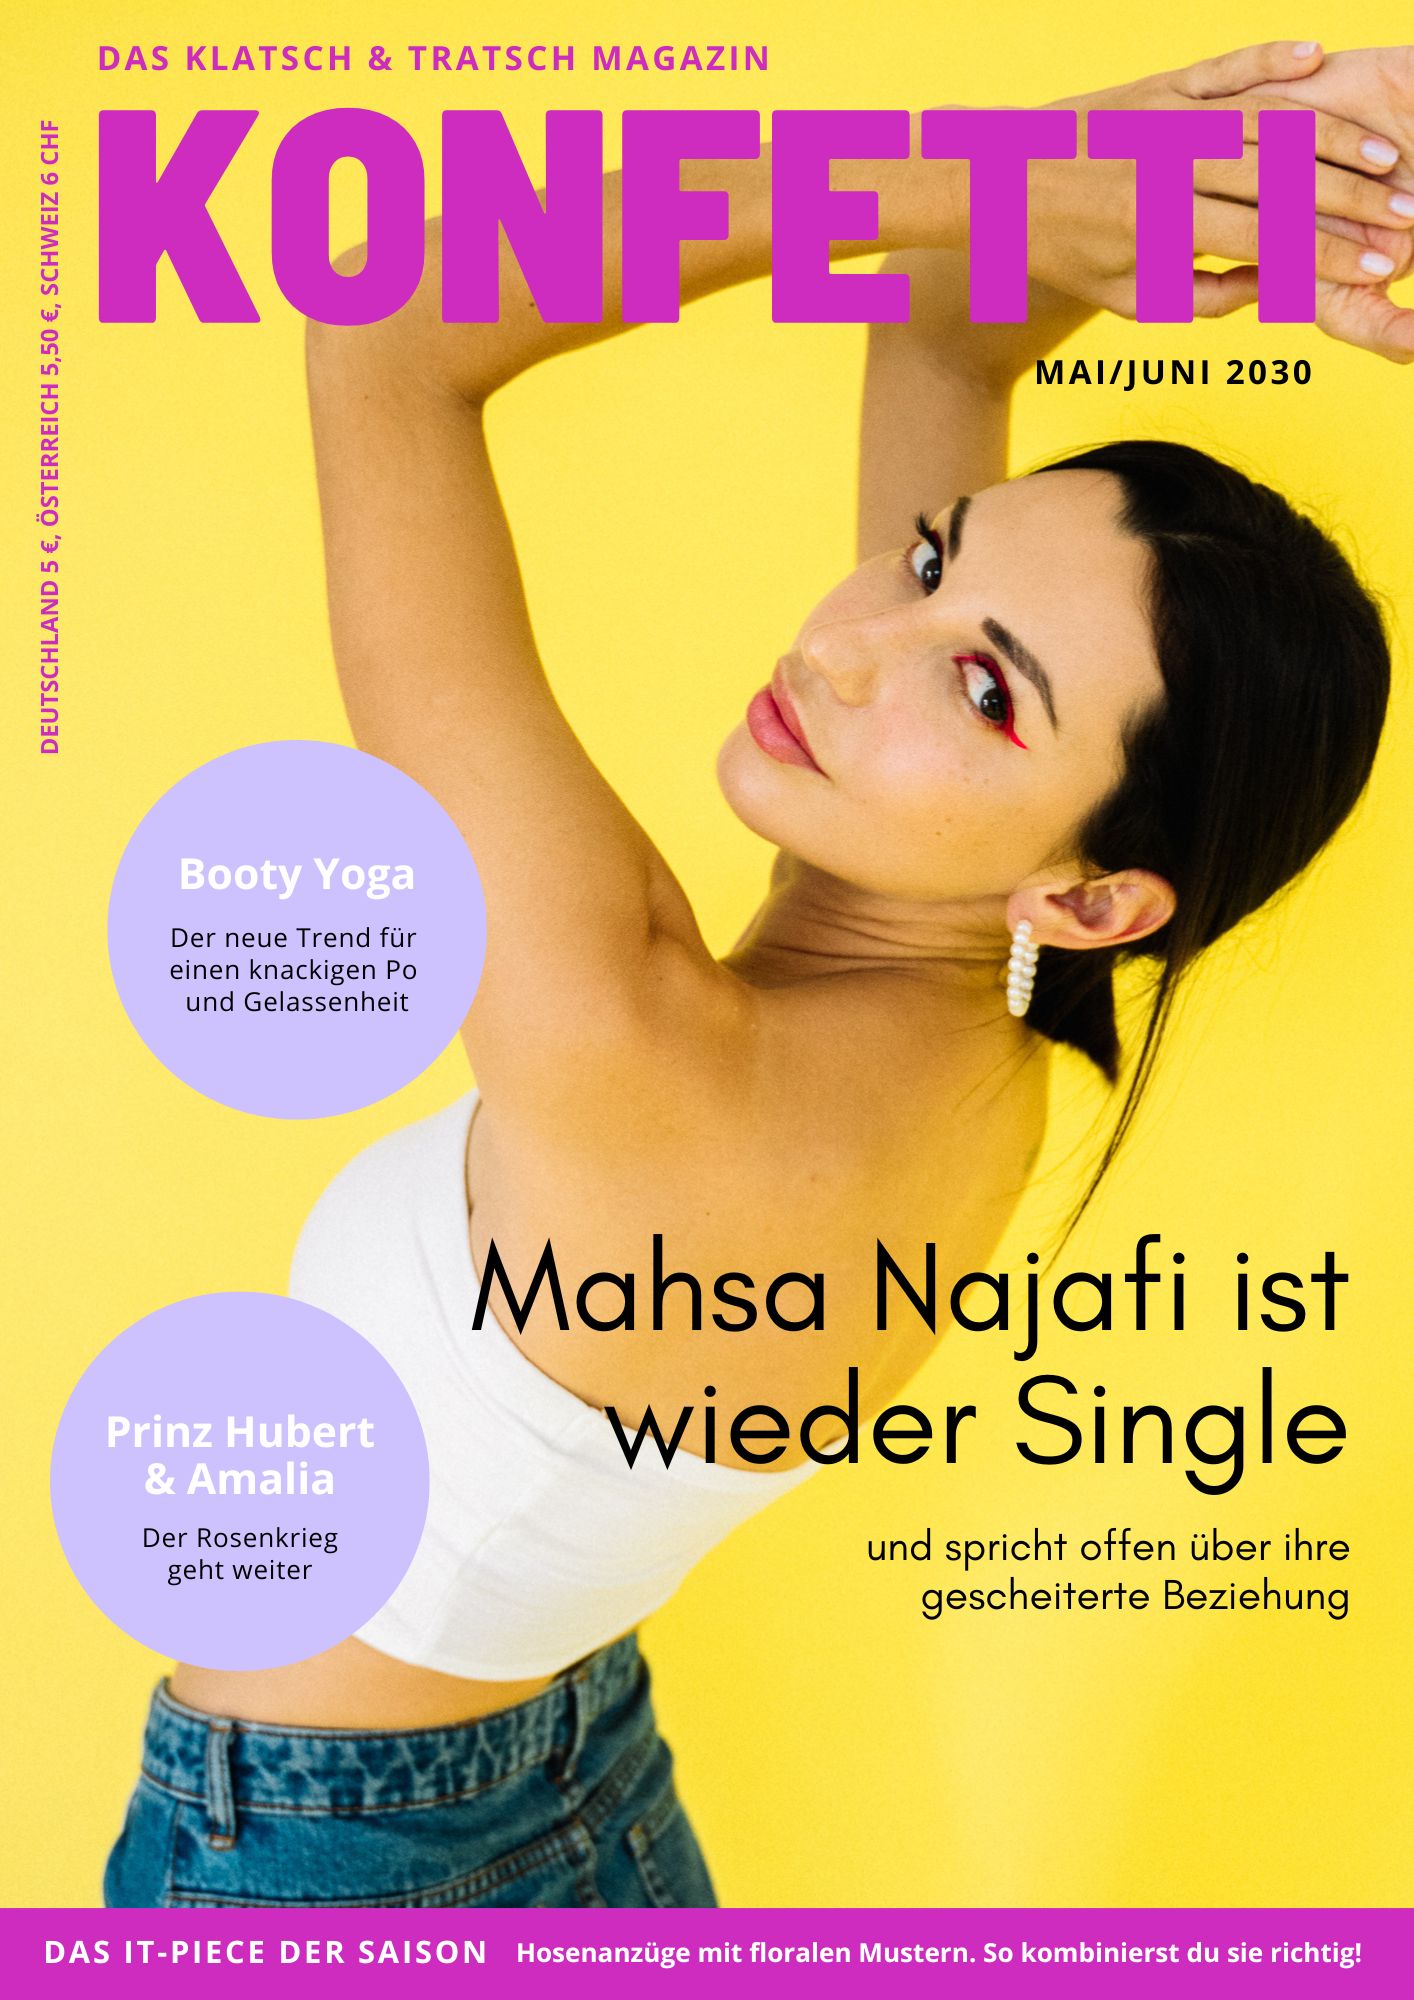 DAS KLATSCH & TRATSCH MAGAZIN
KONFETTI
DEUTSCHLAND 5 €, ÖSTERREICH 5,50 €, SCHWEIZ 6 CHF
MAI/JUNI 2030
Booty Yoga
Der neue Trend für
einen knackigen Po
und Gelassenheit
Mahsa Najafi ist
wieder Single
und spricht offen über ihre
gescheiterte Beziehung
Prinz Hubert
& Amalia
Der Rosenkrieg
geht weiter
DAS IT-PIECE DER SAISON Hosenanzüge mit floralen Mustern. So kombinierst du sie richtig!